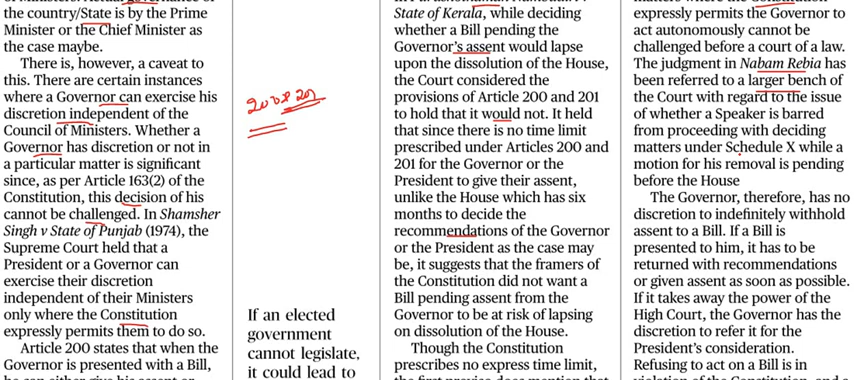 the country/State is by the Prime
Minister or the Chief Minister as
the case maybe.
There is, however, a caveat to
this. There are certain instances
where a Governor can exercise his
discretion independent of the
Council of Ministers. Whether a
Governor has discretion or not in
a particular matter is significant
since, as per Article 163(2) of the
Constitution, this decision of his
cannot be challenged. In Shamsher
Singh v State of Punjab (1974), the
Supreme Court held that a
President or a Governor can
exercise their discretion
independent of their Ministers
only where the Constitution
expressly permits them to do so.
Article 200 states that when the
Governor is presented with a Bill,
200 & 201
If an elected
government
cannot legislate,
it could lead to
State of Kerala, while deciding
whether a Bill pending the
Governor's assent would lapse
upon the dissolution of the House,
the Court considered the
provisions of Article 200 and 201
to hold that it would not. It held
that since there is no time limit
prescribed under Articles 200 and
201 for the Governor or the
President to give their assent,
unlike the House which has six
months to decide the
recommendations of the Governor
or the President as the case may
be, it suggests that the framers of
the Constitution did not want a
Bill pending assent from the
Governor to be at risk of lapsing
on dissolution of the House.
Though the Constitution
prescribes no express time limit,
expressly permits the Governor to
act autonomously cannot be
challenged before a court of law.
The judgment in Nabam Rebia has
been referred to a larger bench of
the Court with regard to the issue
of whether a Speaker is barred
from proceeding with deciding
matters under Schedule X while a
motion for his removal is pending
before the House
The Governor, therefore, has no
discretion to indefinitely withhold
assent to a Bill. If a Bill is
presented to him, it has to be
returned with recommendations
or given assent as soon as possible.
If it takes away the power of the
High Court, the Governor has the
discretion to refer it for the
President's consideration.
Refusing to act on a Bill is in